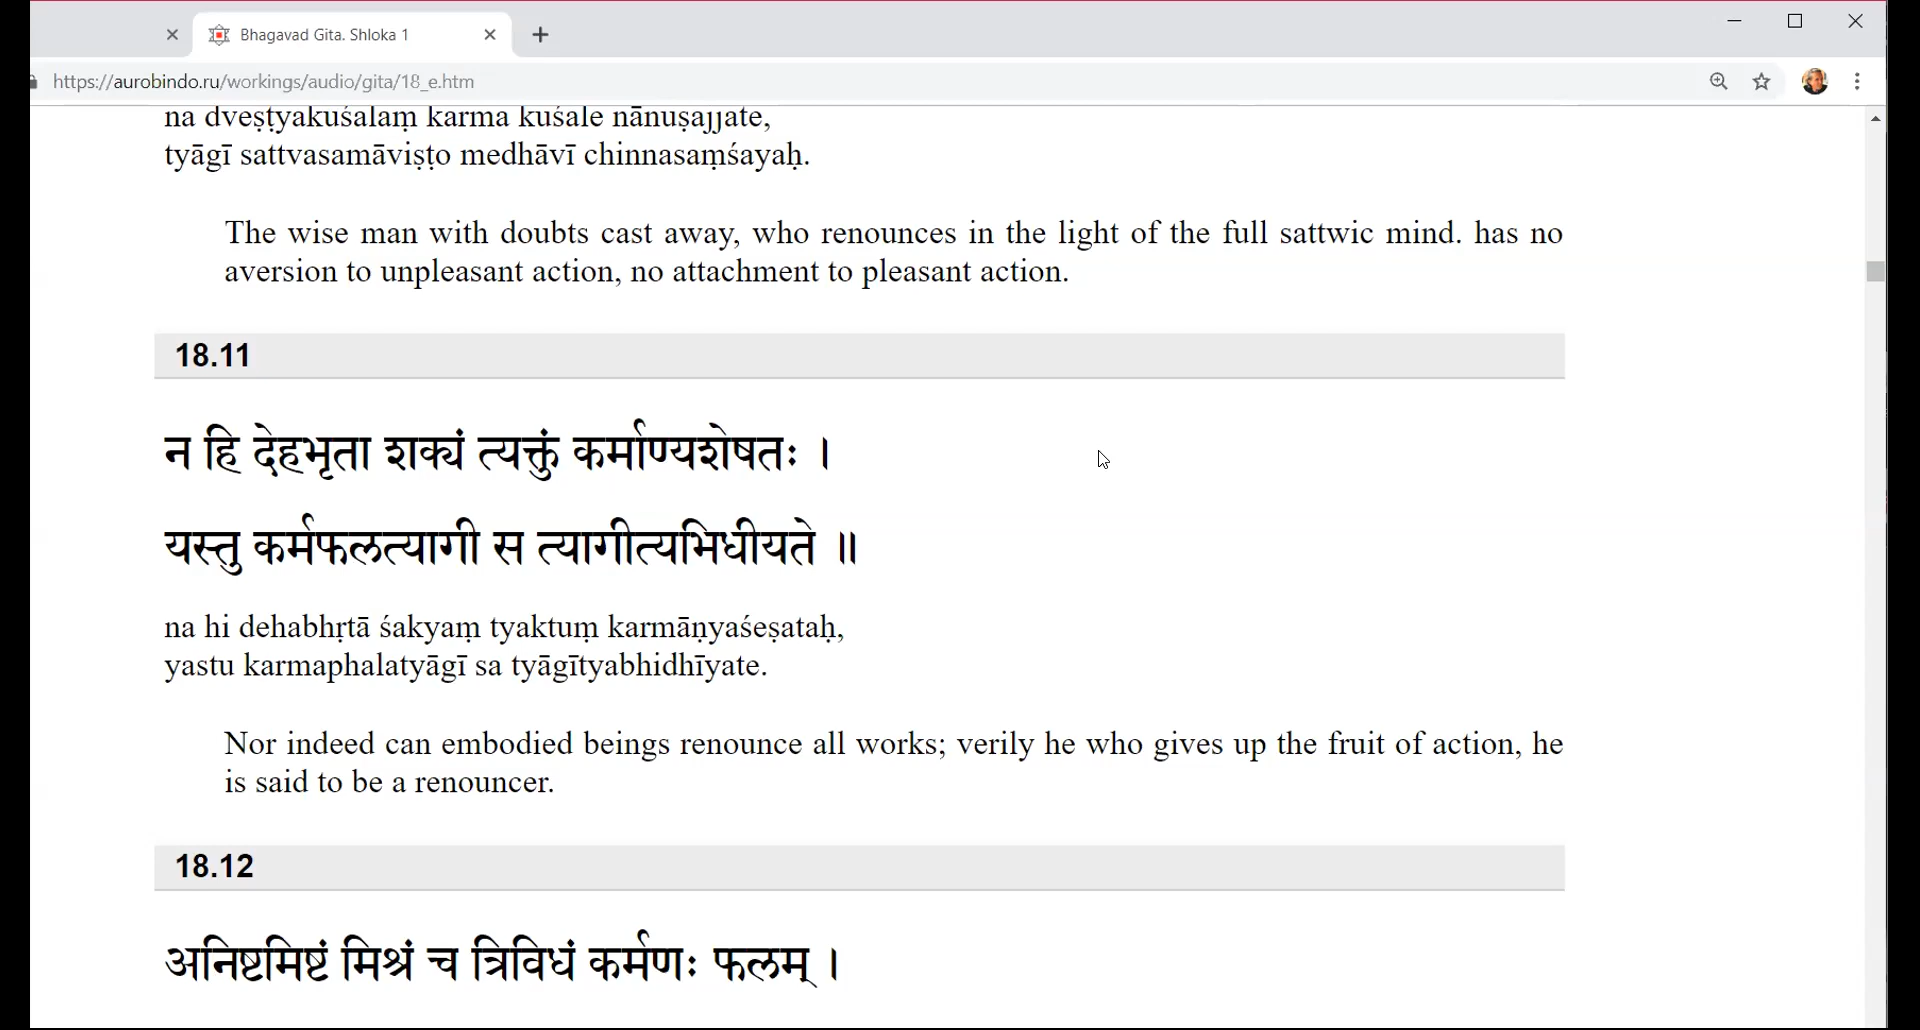 Bhagavad Gita. Shloka 1
https://aurobindo.ru/workings/audio/gita/18_e.htm
na dveṣṭyakuśalaṃ karma kuśale nānuṣajjate,
tyāgī sattvasamāviṣṭo medhāvī chinnasaṃśayaḥ.
The wise man with doubts cast away, who renounces in the light of the full sattwic mind. has no
aversion to unpleasant action, no attachment to pleasant action.
18.11
न हि देहभृता शक्यं त्यक्तुं कर्माण्यशेषतः ।
यस्तु कर्मफलत्यागी स त्यागीत्यभिधीयते ॥
na hi dehabhṛtā śakyaṃ tyaktuṃ karmāṇyaśeṣataḥ,
yastu karmaphalatyāgī sa tyāgītyabhidhīyate.
Nor indeed can embodied beings renounce all works; verily he who gives up the fruit of action, he
is said to be a renouncer.
18.12
अनिष्टमिष्टं मिश्रं च त्रिविधं कर्मणः फलम् ।